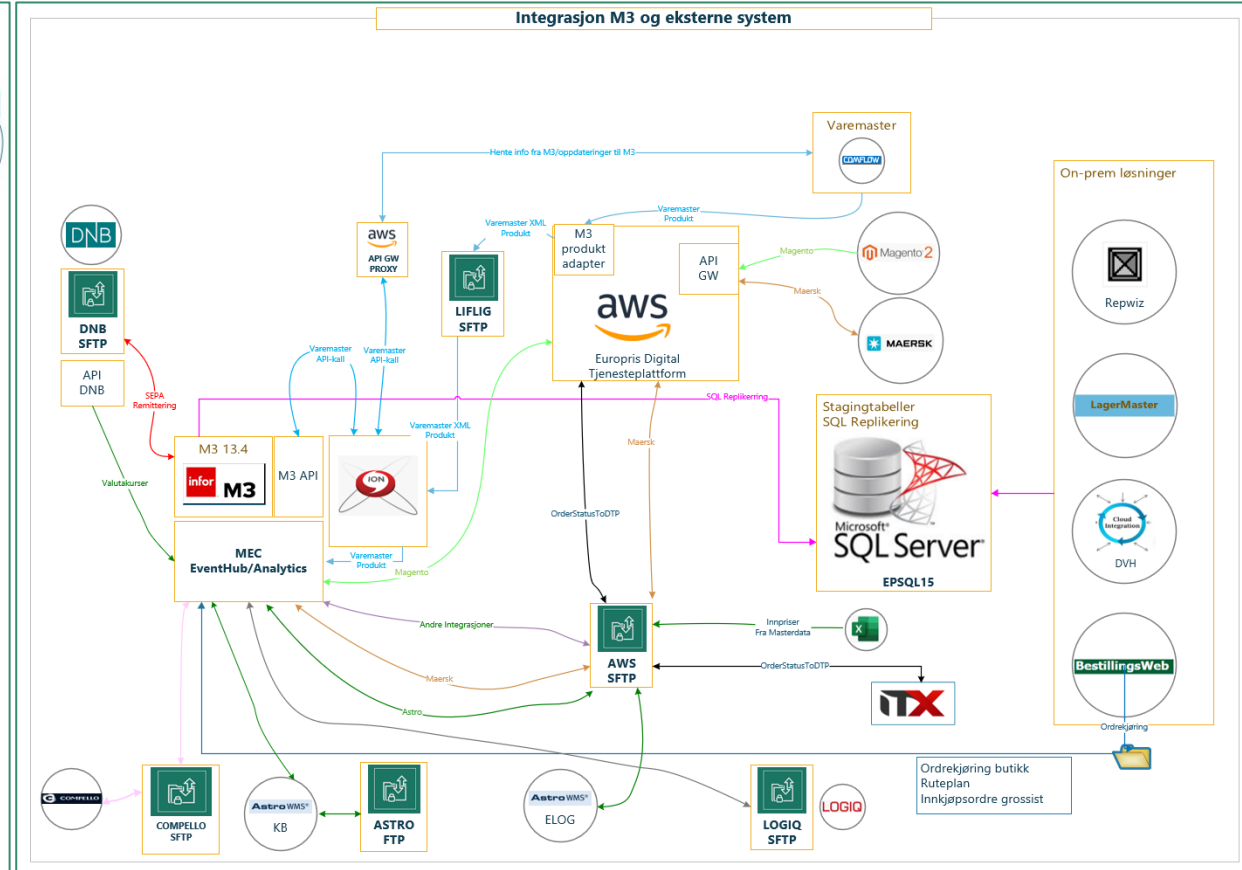 Integrasjon M3 og eksterne system
Varemaster
COMFLOW
Hente info fra M3/oppdateringer til M3
On-prem løsninger
DNB
aws
API GW
PROXY
Varemaster XML
Produkt
Varemaster
Produkt
M3
produkt
adapter
API
GW
Magento
Magento 2
Maersk
MAERSK
Repwiz
DNB
SFTP
LIFLIG
SFTP
aws
Europris Digital
Tjenesteplattform
API
DNB
Varemaster
API-kall
Varemaster
API-kall
SEPA
Remittering
SQL Replikerring
Stagingtabeller
SQL Replikering
LagerMaster
Varemaster XML
Produkt
Maersk
M3 13.4
infor
M3
M3 API
ION
Valutakurser
OrderStatusToDTP
Microsoft®
SQL Server®
EPSQL15
Cloud
Integration
DVH
MEC
EventHub/Analytics
Varemaster
Produkt
Magento
Andre Integrasjoner
Innpriser
Fra Masterdata
AWS
SFTP
OrderStatusToDTP
Maersk
Astro
iTX
BestillingsWeb
Ordrekjøring
Ordrekjøring butikk
Ruteplan
Innkjøpsordre grossist
COMPELLO
COMPELLO
SFTP
Astro WMS®
KB
ASTRO
FTP
Astro WMS®
ELOG
LOGIQ
SFTP
LOGIQ